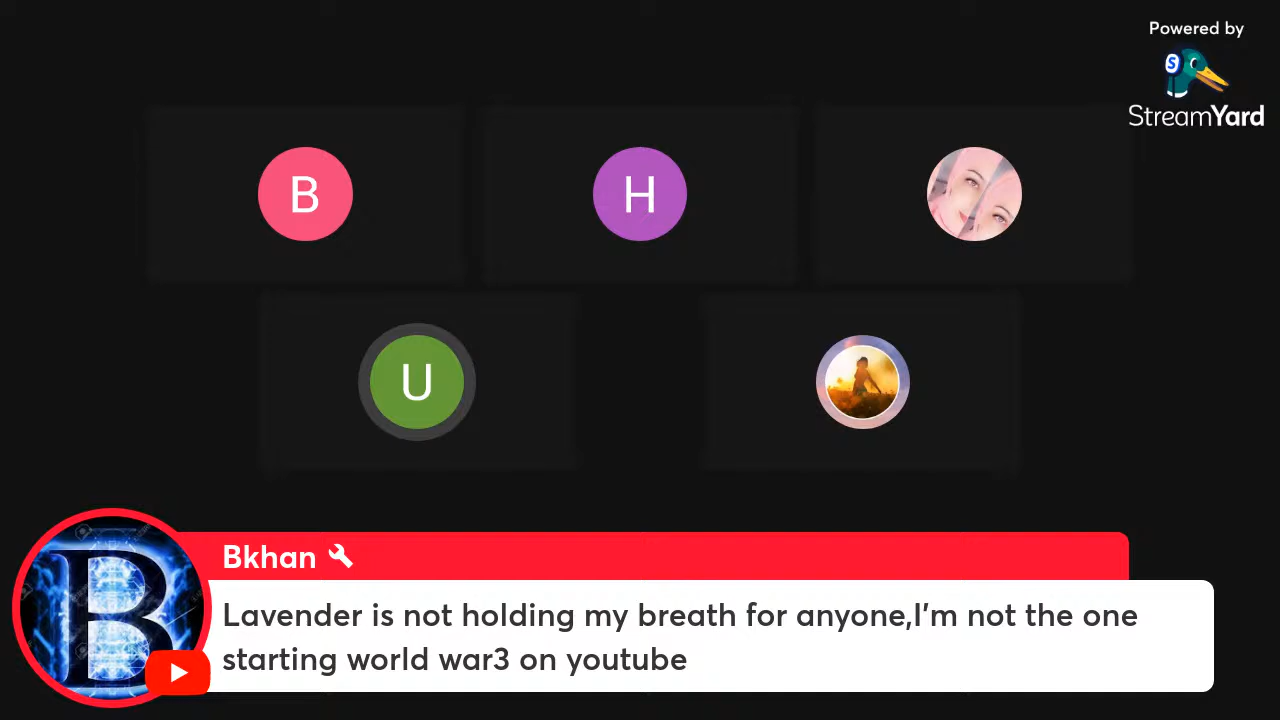 Powered by
S
StreamYard
B
H
U
B
Bkhan
Lavender is not holding my breath for anyone,I'm not the one
starting world war3 on youtube